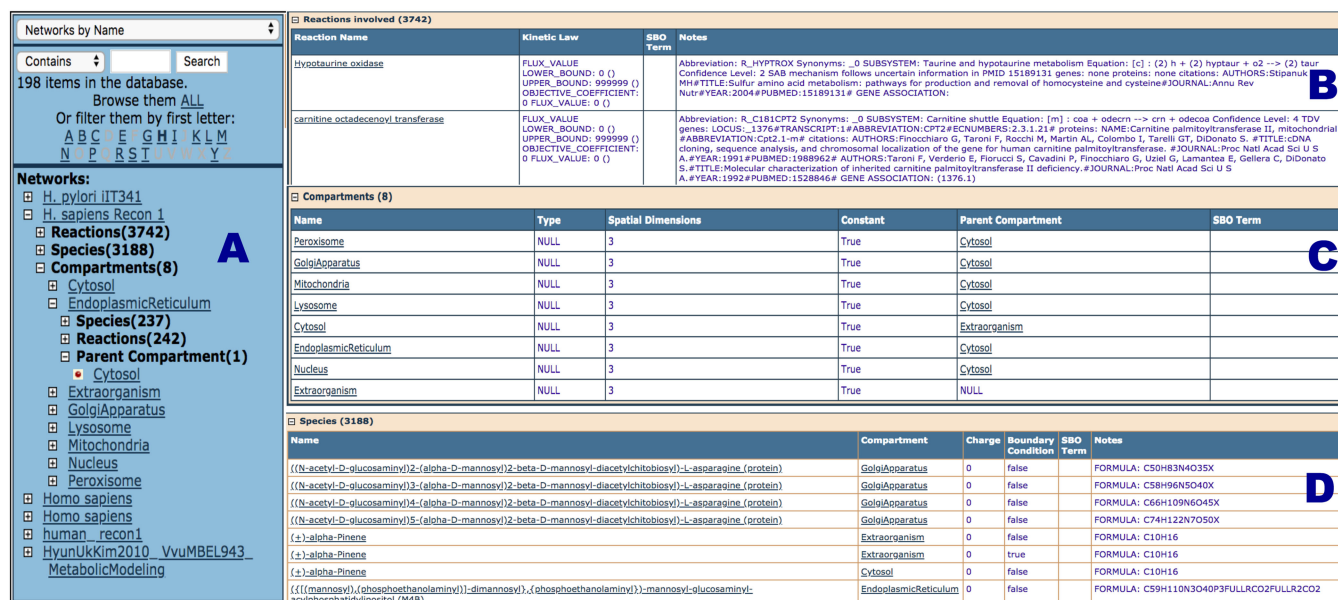 Networks by Name
Contains Search
198 items in the database.
Browse them ALL
Or filter them by first letter:
A B C D E F G H I J K L M
N O P Q R S T U V W X Y Z
Networks:
H. pylori iIT341
H. sapiens Recon 1
Reactions(3742)
Species(3188)
Compartments(8)
Cytosol
EndoplasmicReticulum
Species(237)
Reactions(242)
Parent Compartment(1)
Cytosol
Extraorganism
GolgiApparatus
Lysosome
Mitochondria
Nucleus
Peroxisome
Homo sapiens
Homo sapiens
human_ recon1
HyunUkKim2010_ VvuMBEL943_
MetabolicModeling
A
Reactions involved (3742)
Reaction Name Kinetic Law SBO Term Notes
Hypotaurine oxidase
FLUX_VALUE
LOWER_BOUND: 0 ()
UPPER_BOUND: 999999 ()
OBJECTIVE_COEFFICIENT:
0 FLUX_VALUE: 0 ()
Abbreviation: R_HYPTROX Synonyms: _0 SUBSYSTEM: Taurine and hypotaurine metabolism Equation: [c] : (2) h + (2) hyptaur + o2 --> (2) taur
Confidence Level: 2 SAB mechanism follows uncertain information in PMID 15189131 genes: none proteins: none citations: AUTHORS:Stipanuk
MH#TITLE:Sulfur amino acid metabolism: pathways for production and removal of homocysteine and cysteine#JOURNAL:Annu Rev
Nutr#YEAR:2004#PUBMED:15189131# GENE ASSOCIATION:
B
carnitine octadecenoyl transferase
FLUX_VALUE
LOWER_BOUND: 0 ()
UPPER_BOUND: 999999 ()
OBJECTIVE_COEFFICIENT:
0 FLUX_VALUE: 0 ()
Abbreviation: R_C181CPT2 Synonyms: _0 SUBSYSTEM: Carnitine shuttle Equation: [m] : coa + odecrn --> crn + odecoa Confidence Level: 4 TDV
genes: LOCUS:_1376#TRANSCRIPT:1#ABBREVIATION:CPT2#ECNUMBERS:2.3.1.21# proteins: NAME:Carnitine palmitoyltransferase II, mitochondrial
#ABBREVIATION:Cpt2.1-m# citations: AUTHORS:Finocchiaro G, Taroni F, Rocchi M, Martin AL, Colombo I, Tarelli GT, DiDonato S. #TITLE:cDNA
cloning, sequence analysis, and chromosomal localization of the gene for human carnitine palmitoyltransferase. #JOURNAL:Proc Natl Acad Sci U S
A.#YEAR:1991#PUBMED:1988962# AUTHORS:Taroni F, Verderio E, Fiorucci S, Cavadini P, Finocchiaro G, Uziel G, Lamantea E, Gellera C, DiDonato
S.#TITLE:Molecular characterization of inherited carnitine palmitoyltransferase II deficiency.#JOURNAL:Proc Natl Acad Sci U S
A.#YEAR:1992#PUBMED:1528846# GENE ASSOCIATION: (1376.1)
Compartments (8)
Name Type Spatial Dimensions Constant Parent Compartment SBO Term
Peroxisome NULL 3 True Cytosol
GolgiApparatus NULL 3 True Cytosol
Mitochondria NULL 3 True Cytosol
Lysosome NULL 3 True Cytosol
Cytosol NULL 3 True Extraorganism
EndoplasmicReticulum NULL 3 True Cytosol
Nucleus NULL 3 True Cytosol
Extraorganism NULL 3 True NULL
C
Species (3188)
Name Compartment Charge Boundary Condition SBO Term Notes
((N-acetyl-D-glucosaminyl)2-(alpha-D-mannosyl)2-beta-D-mannosyl-diacetylchitobiosyl)-L-asparagine (protein) GolgiApparatus 0 false FORMULA: C50H83N4O35X
((N-acetyl-D-glucosaminyl)3-(alpha-D-mannosyl)2-beta-D-mannosyl-diacetylchitobiosyl)-L-asparagine (protein) GolgiApparatus 0 false FORMULA: C58H96N5O40X
((N-acetyl-D-glucosaminyl)4-(alpha-D-mannosyl)2-beta-D-mannosyl-diacetylchitobiosyl)-L-asparagine (protein) GolgiApparatus 0 false FORMULA: C66H109N6O45X
((N-acetyl-D-glucosaminyl)5-(alpha-D-mannosyl)2-beta-D-mannosyl-diacetylchitobiosyl)-L-asparagine (protein) GolgiApparatus 0 false FORMULA: C74H122N7O50X
(+)-alpha-Pinene Extraorganism 0 false FORMULA: C10H16
(+)-alpha-Pinene Extraorganism 0 true FORMULA: C10H16
(+)-alpha-Pinene Cytosol 0 false FORMULA: C10H16
({[(mannosyl),(phosphoethanolaminyl)]-dimannosyl},{phosphoethanolaminyl})-mannosyl-glucosaminyl- EndoplasmicReticulum 0 false FORMULA: C59H110N3O40P3FULLRCO2FULLR2CO2
acylphosphatidylinositol (M4B)
D